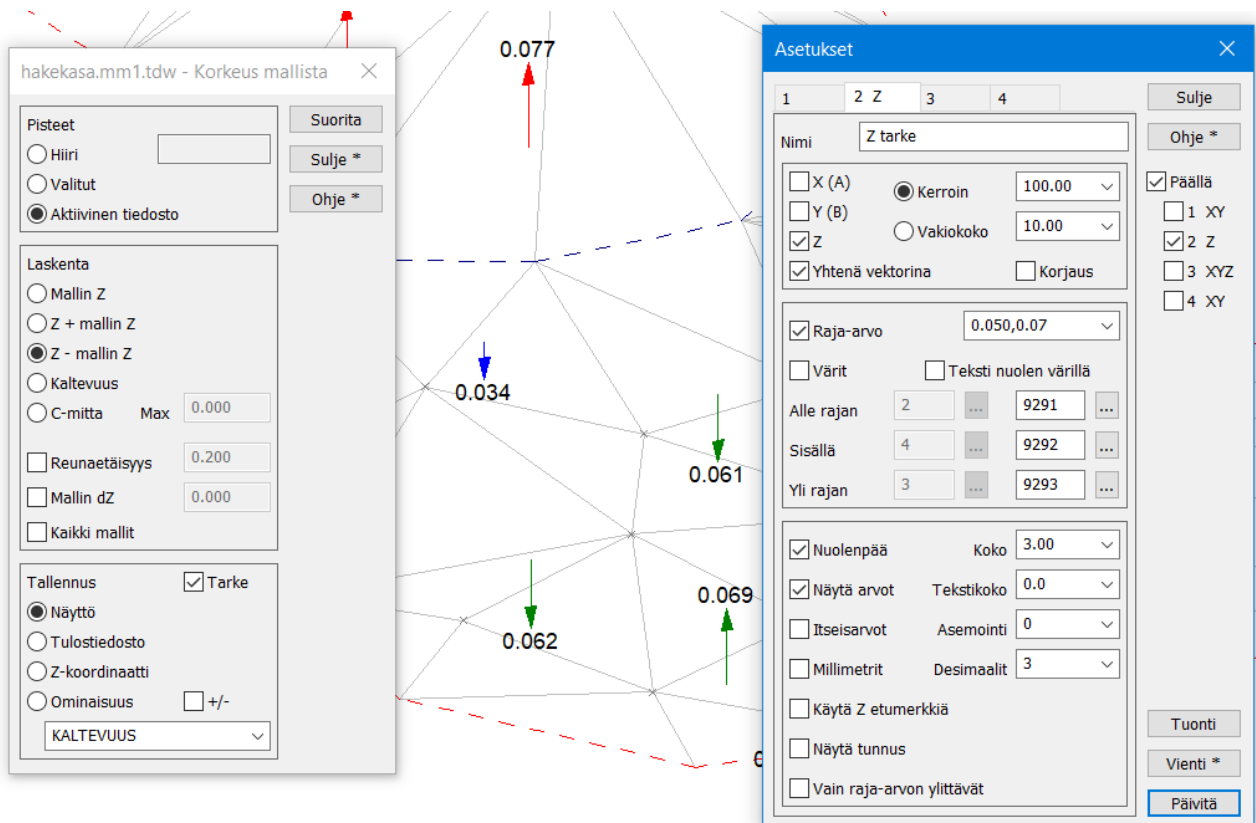 hakekasa.mm1.tdw - Korkeus mallista
Pisteet
Hiiri
Valitut
Aktiivinen tiedosto
Suorita
Sulje *
Ohje *
Laskenta
Mallin Z
Z + mallin Z
Z - mallin Z
Kaltevuus
C-mitta Max 0.000
Reunaetäisyys 0.200
Mallin dZ 0.000
Kaikki mallit
Tallennus Tarke
Näyttö
Tulostiedosto
Z-koordinaatti
Ominaisuus +/-
KALTEVUUS
0.077
0.034
0.061
0.069
0.062
Asetukset
1 2 Z 3 4
Nimi Z tarke
X (A) Kerroin 100.00
Y (B) Vakiokoko 10.00
Z
Yhtenä vektorina Korjaus
Raja-arvo 0.050,0.07
Värit Teksti nuolen värillä
Alle rajan 2 ... 9291 ...
Sisällä 4 ... 9292 ...
Yli rajan 3 ... 9293 ...
Nuolenpää Koko 3.00
Näytä arvot Tekstikoko 0.0
Itseisarvot Asemointi 0
Millimetrit Desimaalit 3
Käytä Z etumerkkiä
Näytä tunnus
Vain raja-arvon ylittävät
Sulje
Ohje *
Päällä
1 XY
2 Z
3 XYZ
4 XY
Tuonti
Vienti *
Päivitä